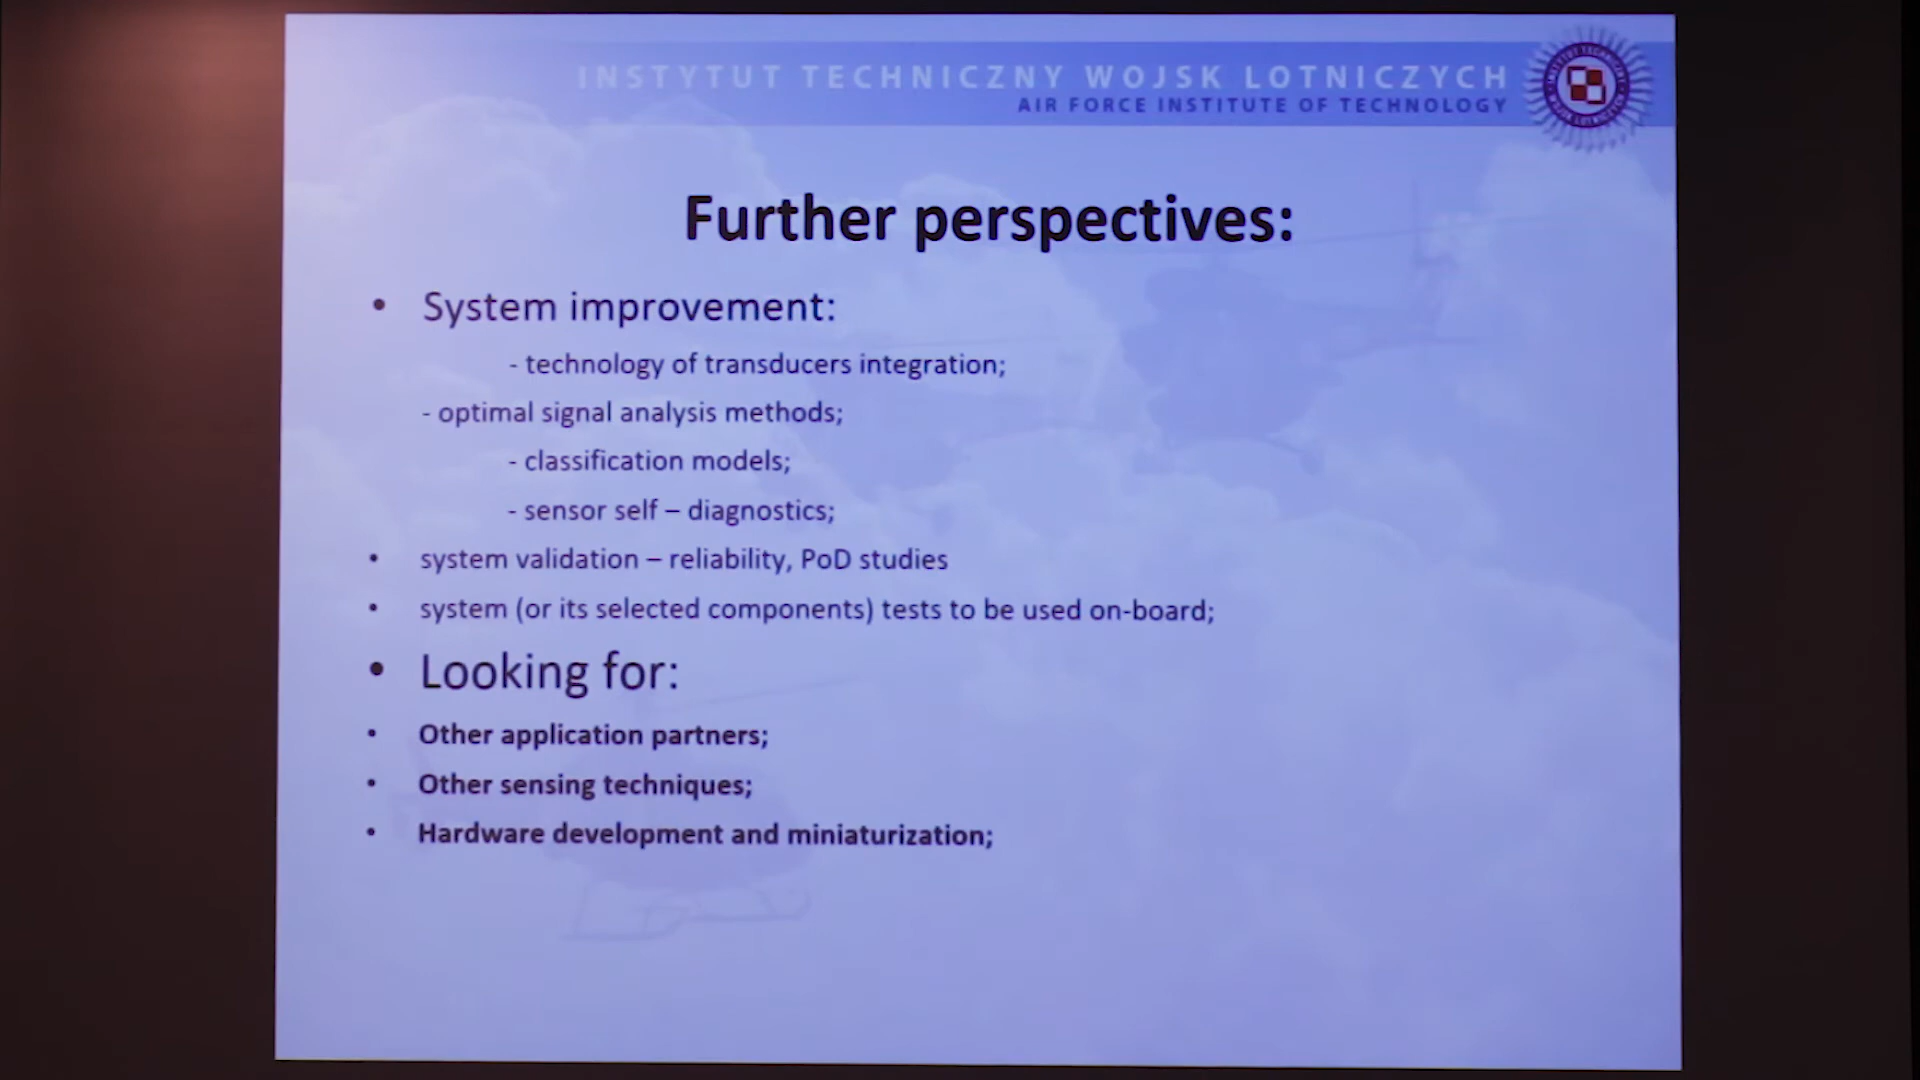 INSTYTUT TECHNICZNY WOJSK LOTNICZYCH
AIR FORCE INSTITUTE OF TECHNOLOGY
Further perspectives:
• System improvement:
- technology of transducers integration;
- optimal signal analysis methods;
- classification models;
- sensor self – diagnostics;
• system validation – reliability, PoD studies
• system (or its selected components) tests to be used on-board;
• Looking for:
• Other application partners;
• Other sensing techniques;
• Hardware development and miniaturization;